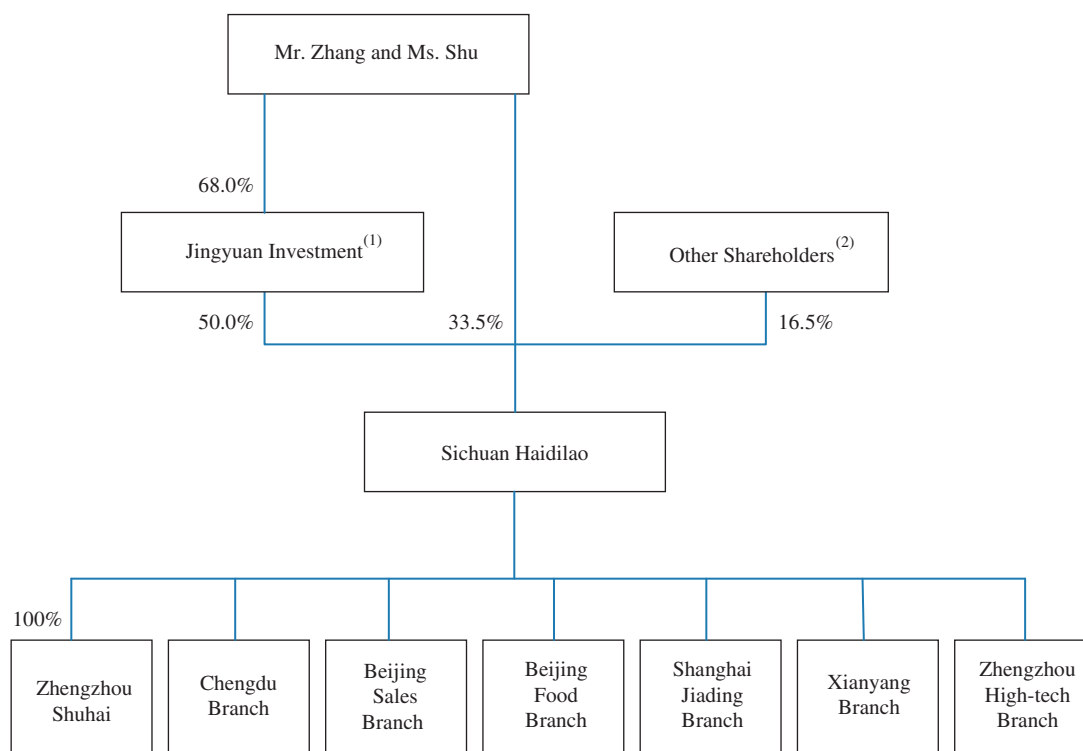 Mr. Zhang and Ms. Shu
68.0%
Jingyuan Investment(1)
Other Shareholders(2)
50.0%
33.5%
16.5%
Sichuan Haidilao
100%
Zhengzhou
Shuhai
Chengdu
Branch
Beijing
Sales
Branch
Beijing
Food
Branch
Shanghai
Jiading
Branch
Xianyang
Branch
Zhengzhou
High-tech
Branch